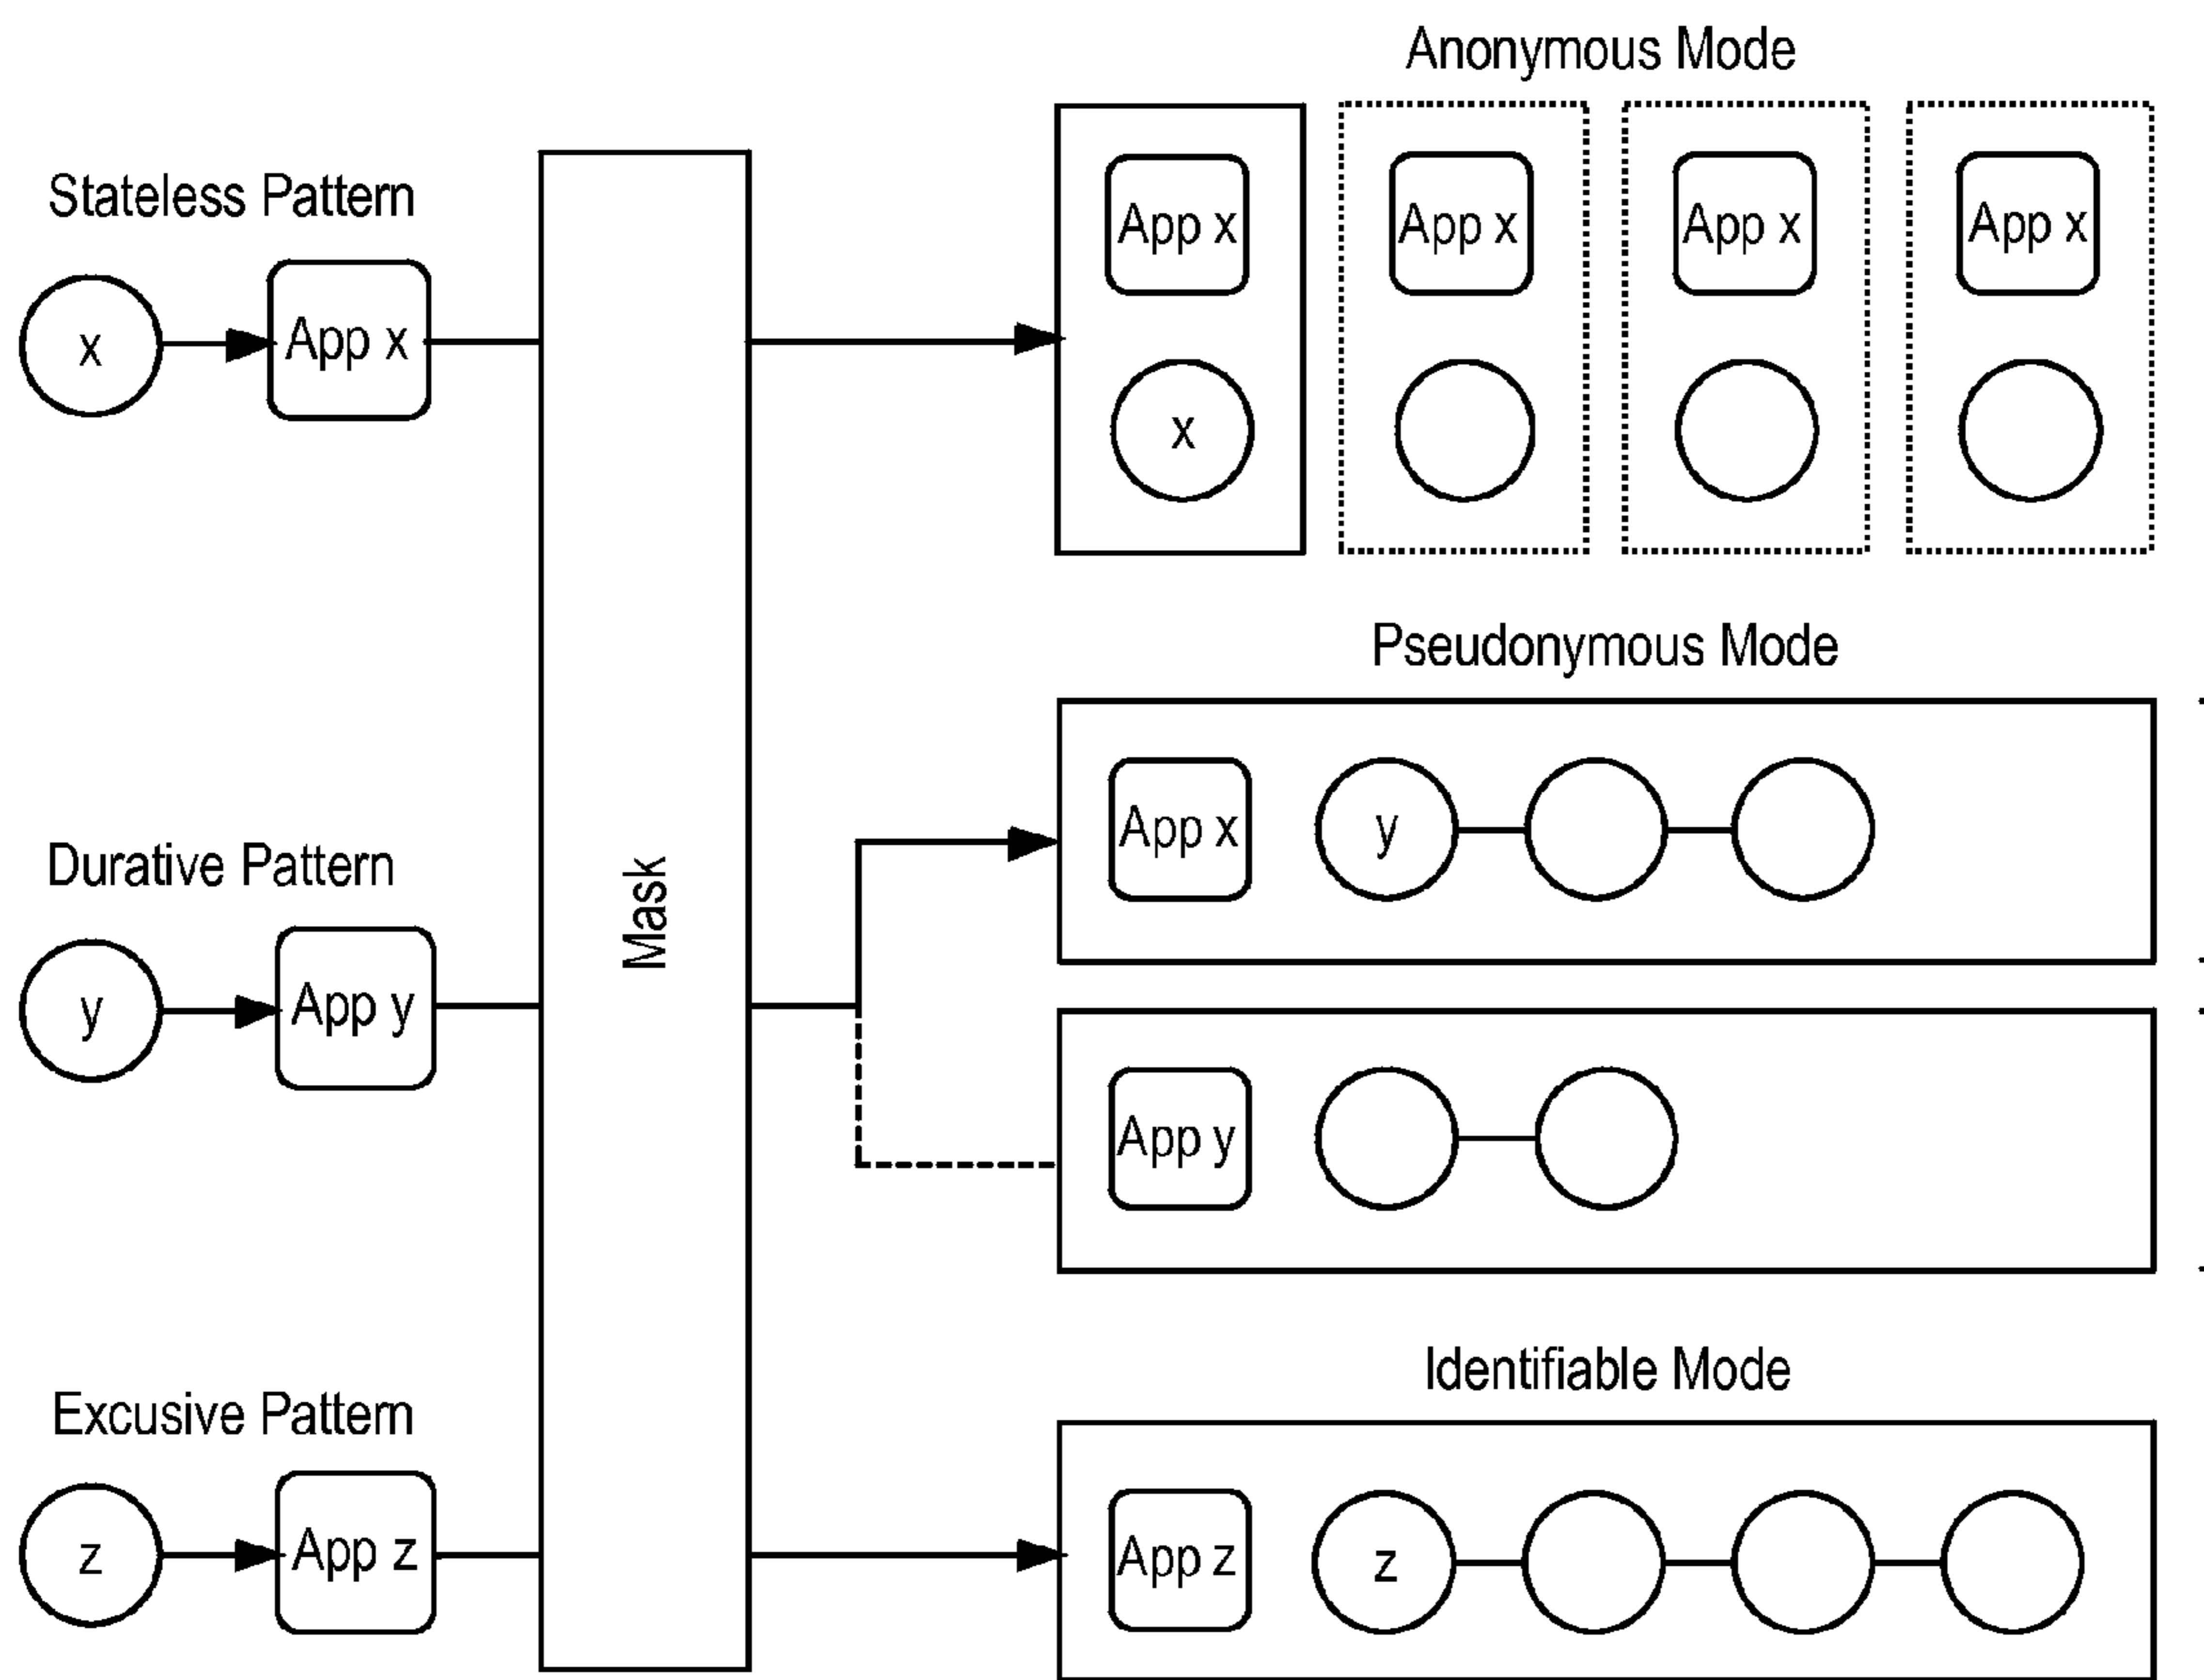 Anonymous Mode
Stateless Pattern
x
App x
App x
App x
App x
App x
x
Pseudonymous Mode
Durative Pattern
y
App y
Mask
App x
y
App y
Identifiable Mode
Excusive Pattern
z
App z
App z
z